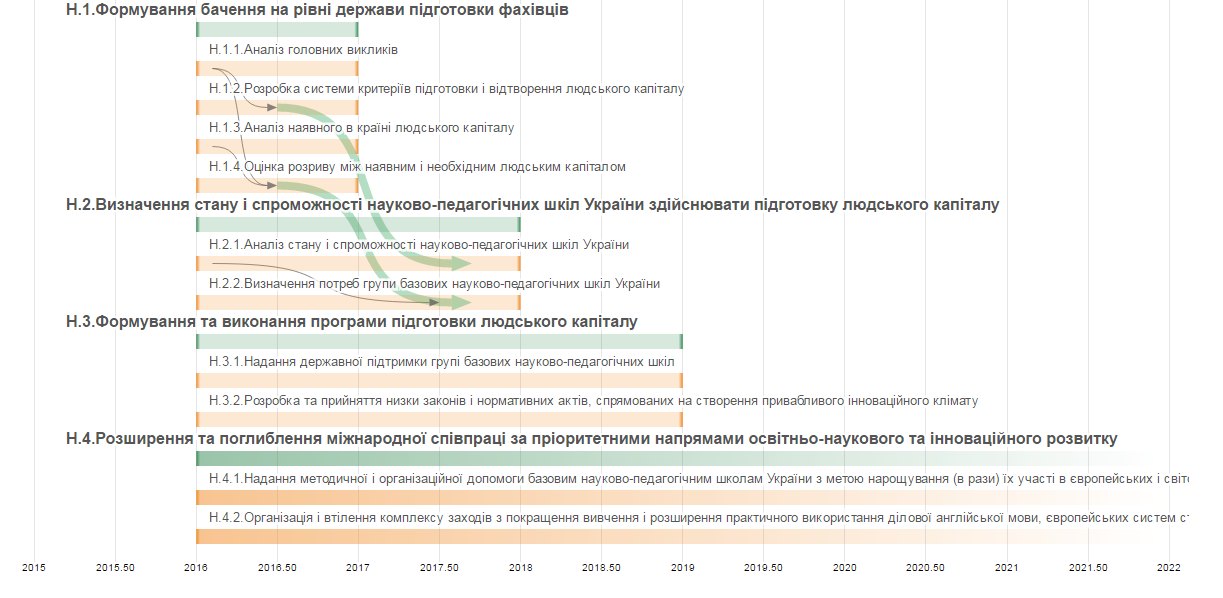 Н.1.Формування бачення на рівні держави підготовки фахівців
Н.1.1.Аналіз головних викликів
Н.1.2.Розробка системи критеріїв підготовки і відтворення людського капіталу
Н.1.3.Аналіз наявного в країні людського капіталу
Н.1.4.Оцінка розриву між наявним і необхідним людським капіталом
Н.2.Визначення стану і спроможності науково-педагогічних шкіл України здійснювати підготовку людського капіталу
Н.2.1.Аналіз стану і спроможності науково-педагогічних шкіл України
Н.2.2.Визначення потреб групи базових науково-педагогічних шкіл України
Н.3.Формування та виконання програми підготовки людського капіталу
Н.3.1.Надання державної підтримки групі базових науково-педагогічних шкіл
Н.3.2.Розробка та прийняття низки законів і нормативних актів, спрямованих на створення привабливого інноваційного клімату
Н.4.Розширення та поглиблення міжнародної співпраці за пріоритетними напрямами освітньо-наукового та інноваційного розвитку
Н.4.1.Надання методичної і організаційної допомоги базовим науково-педагогічним школам України з метою нарощування (в рази) їх участі в європейських і
Н.4.2.Організація і втілення комплексу заходів з покращення вивчення і розширення практичного використання ділової англійської мови, європейських систем
2015 2015.50 2016 2016.50 2017 2017.50 2018 2018.50 2019 2019.50 2020 2020.50 2021 2021.50 2022